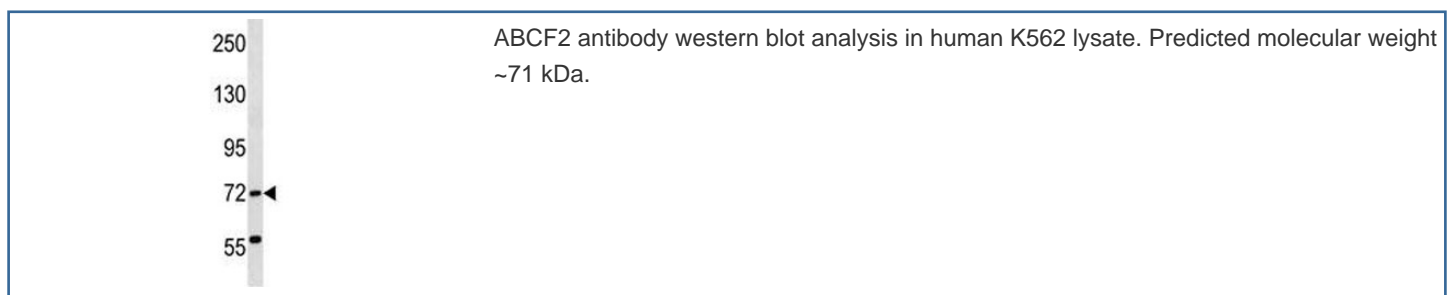 250
130
95
72
55
ABCF2 antibody western blot analysis in human K562 lysate. Predicted molecular weight
~71 kDa.